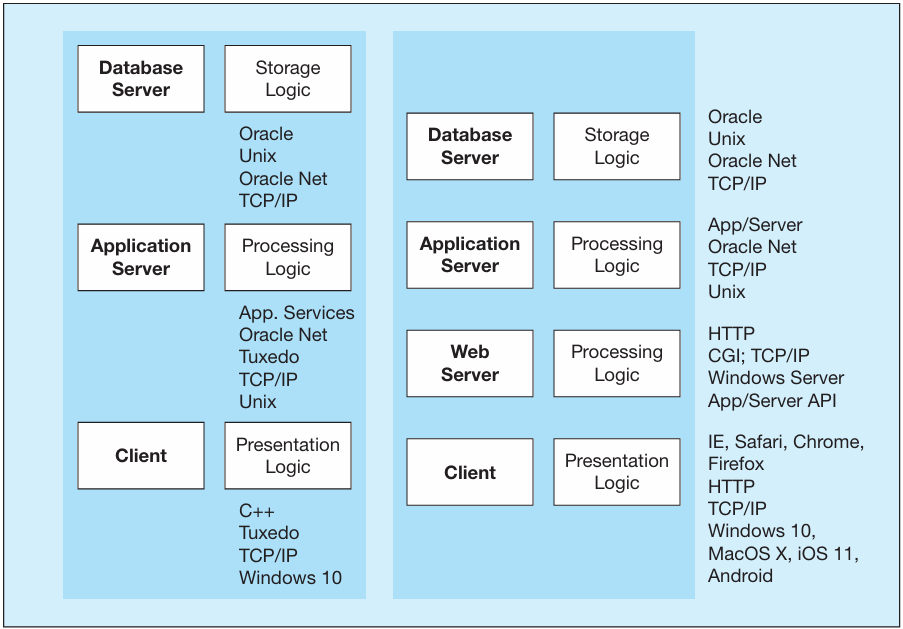 Database
Server
Storage
Logic
Oracle
Unix
Oracle Net
TCP/IP
Application
Server
Processing
Logic
App. Services
Oracle Net
Tuxedo
TCP/IP
Unix
Client
Presentation
Logic
C++
Tuxedo
TCP/IP
Windows 10
Database
Server
Storage
Logic
Oracle
Unix
Oracle Net
TCP/IP
Application
Server
Processing
Logic
App/Server
Oracle Net
TCP/IP
Unix
Web
Server
Processing
Logic
HTTP
CGI; TCP/IP
Windows Server
App/Server API
Client
Presentation
Logic
IE, Safari, Chrome,
Firefox
HTTP
TCP/IP
Windows 10,
MacOS X, iOS 11,
Android